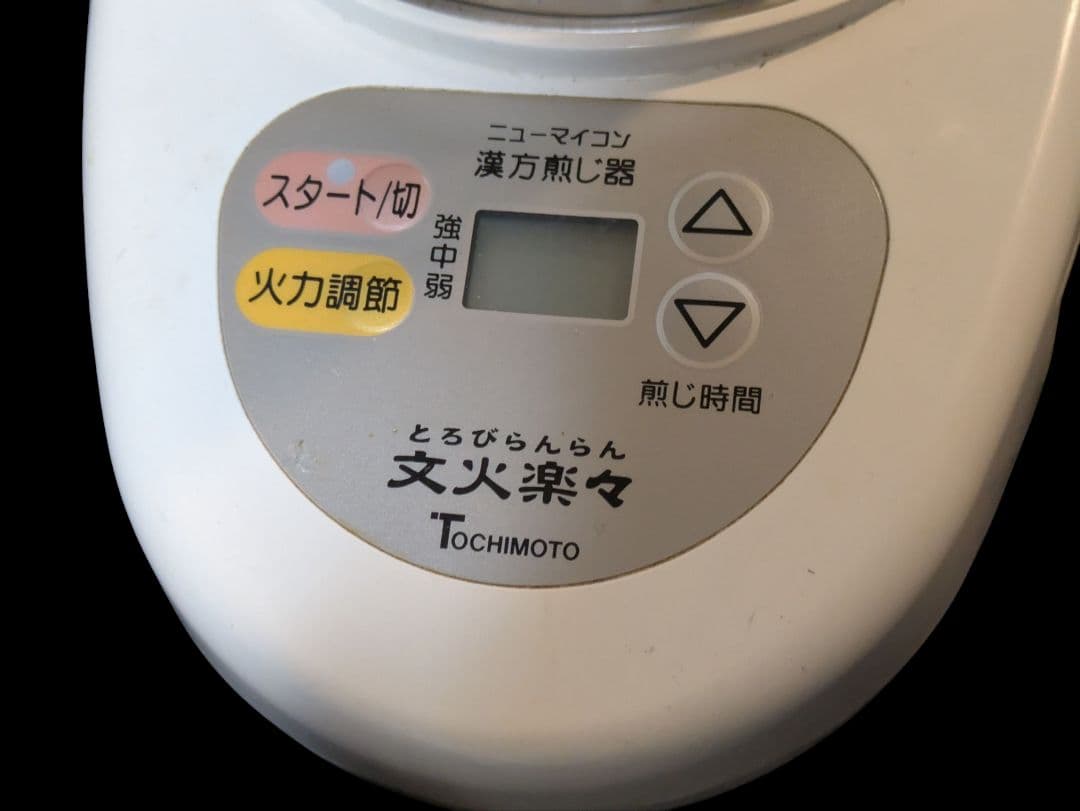 ニューマイコン
漢方煎じ器
スタート/切
火力調節
強
中
弱
煎じ時間
とろびらんらん
文火楽々
TOCHIMOTO